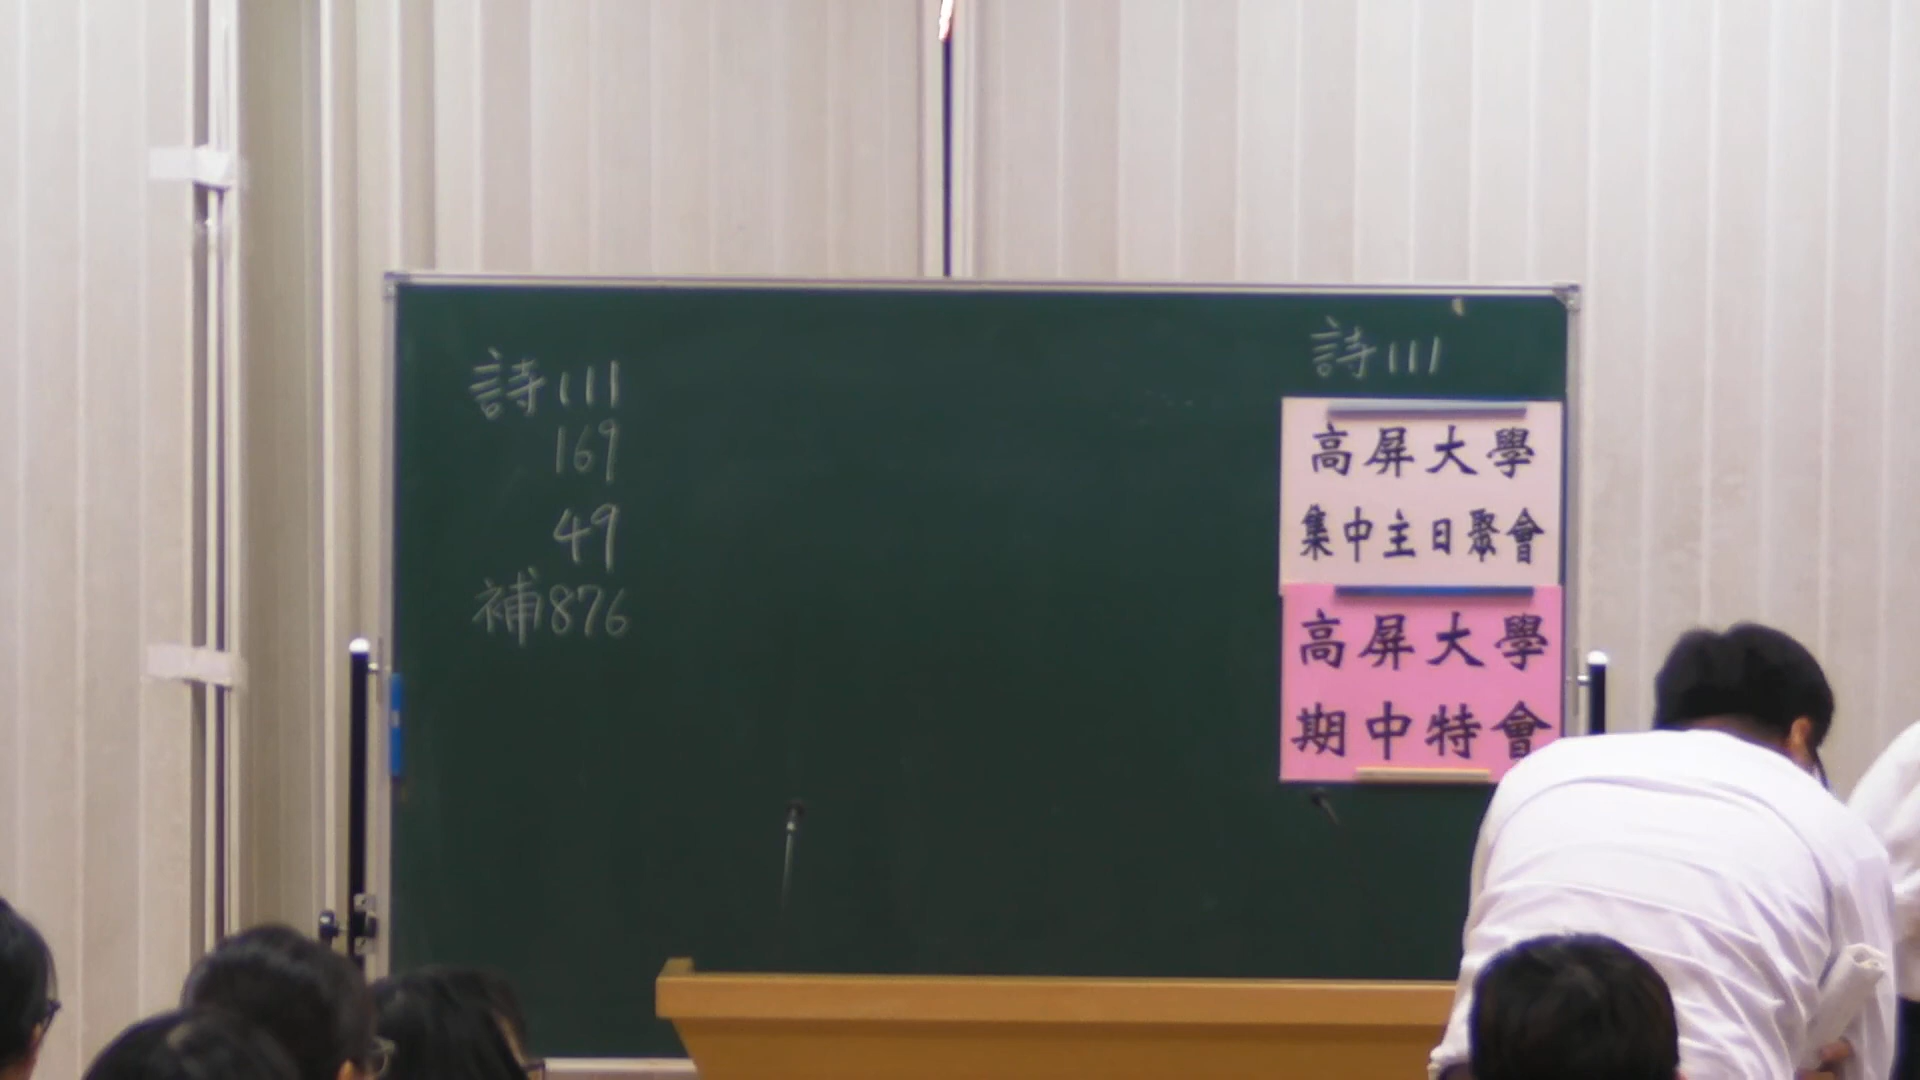 詩111
169
49
補876
詩111
高屏大學
集中主日聚會
高屏大學
期中特會